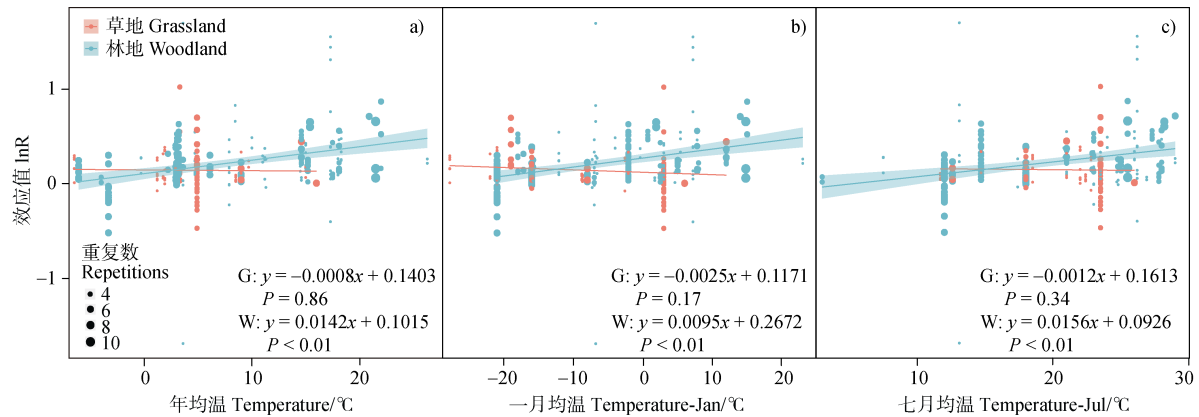 草地 Grassland
林地 Woodland
a)
b)
c)
效应值 lnR
1
0
−1
重复数
Repetitions
4
6
8
10
G: y = −0.0008x + 0.1403
P = 0.86
W: y = 0.0142x + 0.1015
P < 0.01
G: y = −0.0025x + 0.1171
P = 0.17
W: y = 0.0095x + 0.2672
P < 0.01
G: y = −0.0012x + 0.1613
P = 0.34
W: y = 0.0156x + 0.0926
P < 0.01
0 10 20
−20 −10 0 10 20
10 20 30
年均温 Temperature/℃
一月均温 Temperature-Jan/℃
七月均温 Temperature-Jul/℃